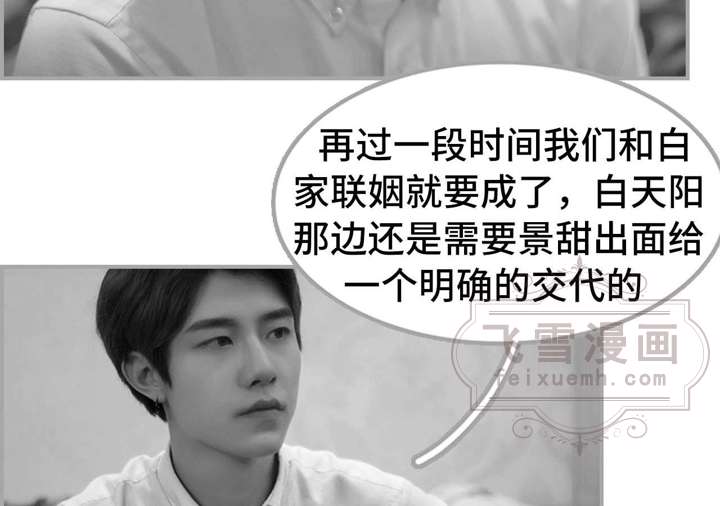 再过一段时间我们和白
家联姻就要成了，白天阳
那边还是需要景甜出面给
一个明确的交代的
飞雪漫画
feixuemh.com